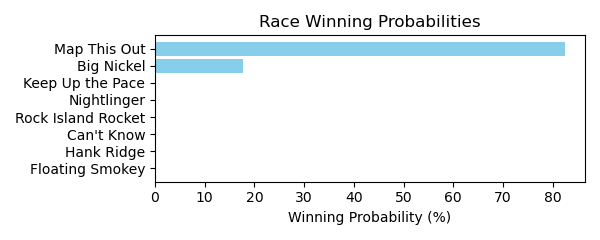 Race Winning Probabilities
Map This Out
Big Nickel
Keep Up the Pace
Nightlinger
Rock Island Rocket
Can't Know
Hank Ridge
Floating Smokey
0 10 20 30 40 50 60 70 80
Winning Probability (%)